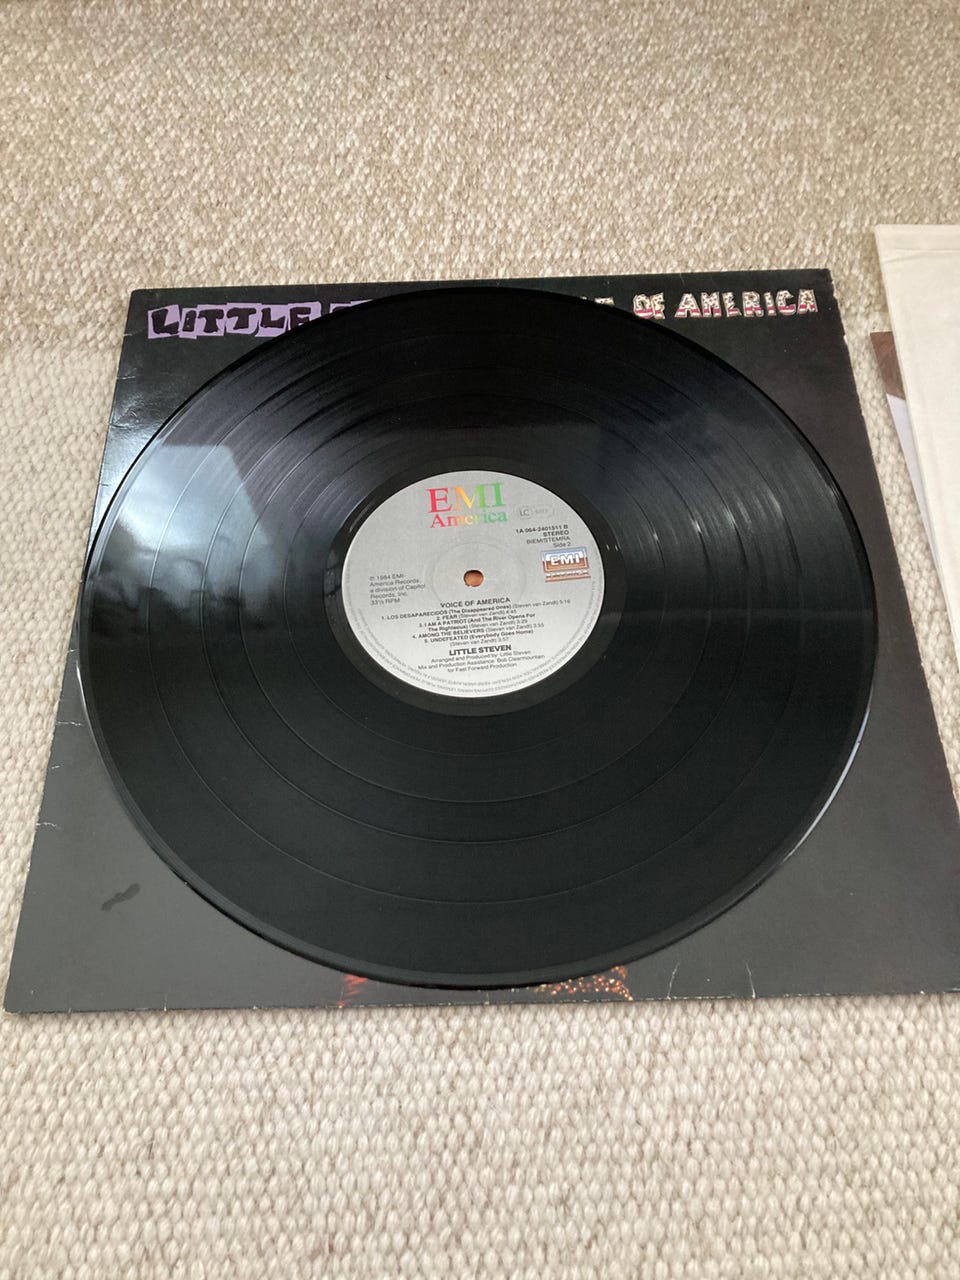 LITTLE
OF AMERICA
EMI
America
LC
1A 064-2401511 B
STEREO
BIEM/STEMRA
Side 2
EMI
AMERICA
℗ 1984 EMI-
America Records,
a division of Capitol
Records, Inc.
33⅓ RPM
VOICE OF AMERICA
1. LOS DESAPARECIDOS (The Disappeared Ones) (Steven van Zandt) 5:16
2. FEAR (Steven van Zandt) 4:45
3. I AM A PATRIOT (And The River Opens For
The Righteous) (Steven van Zandt) 3:29
4. AMONG THE BELIEVERS (Steven van Zandt) 3:55
5. UNDEFEATED (Everybody Goes Home)
(Steven van Zandt) 3:57
LITTLE STEVEN
Arranged and Produced by: Little Steven
Mix and Production Assistance: Bob Clearmountain
for Fast Forward Production